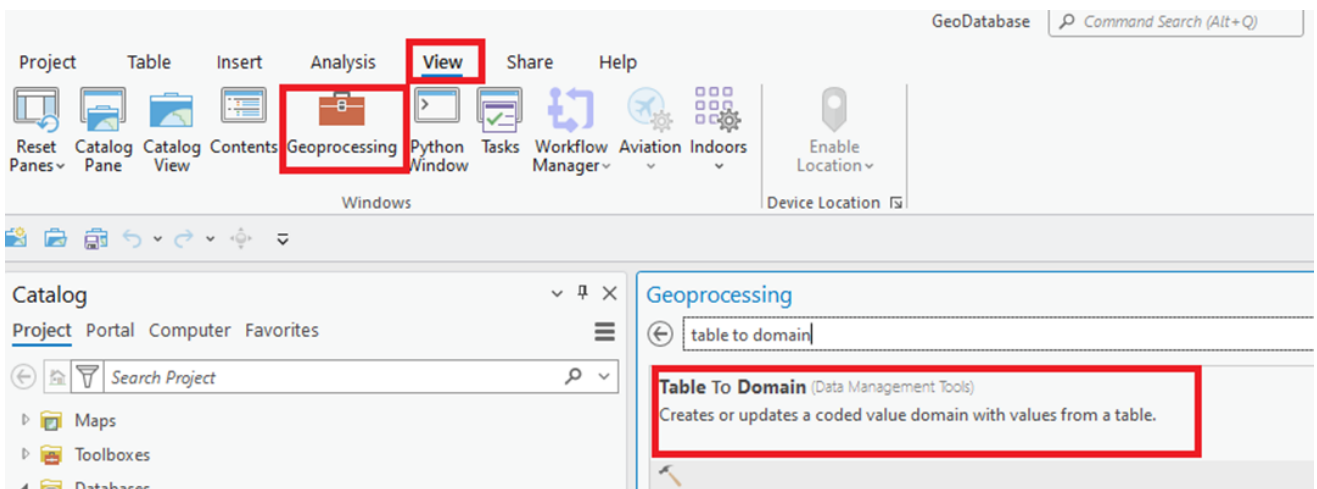 GeoDatabase Command Search (Alt+Q)
Project Table Insert Analysis View Share Help
Reset Catalog Catalog Contents Geoprocessing Python Tasks Workflow Aviation Indoors Enable
Panes Pane View Window Manager Location
Windows Device Location
Catalog
Project Portal Computer Favorites
Search Project
Maps
Toolboxes
Databases
Geoprocessing
table to domain
Table To Domain (Data Management Tools)
Creates or updates a coded value domain with values from a table.